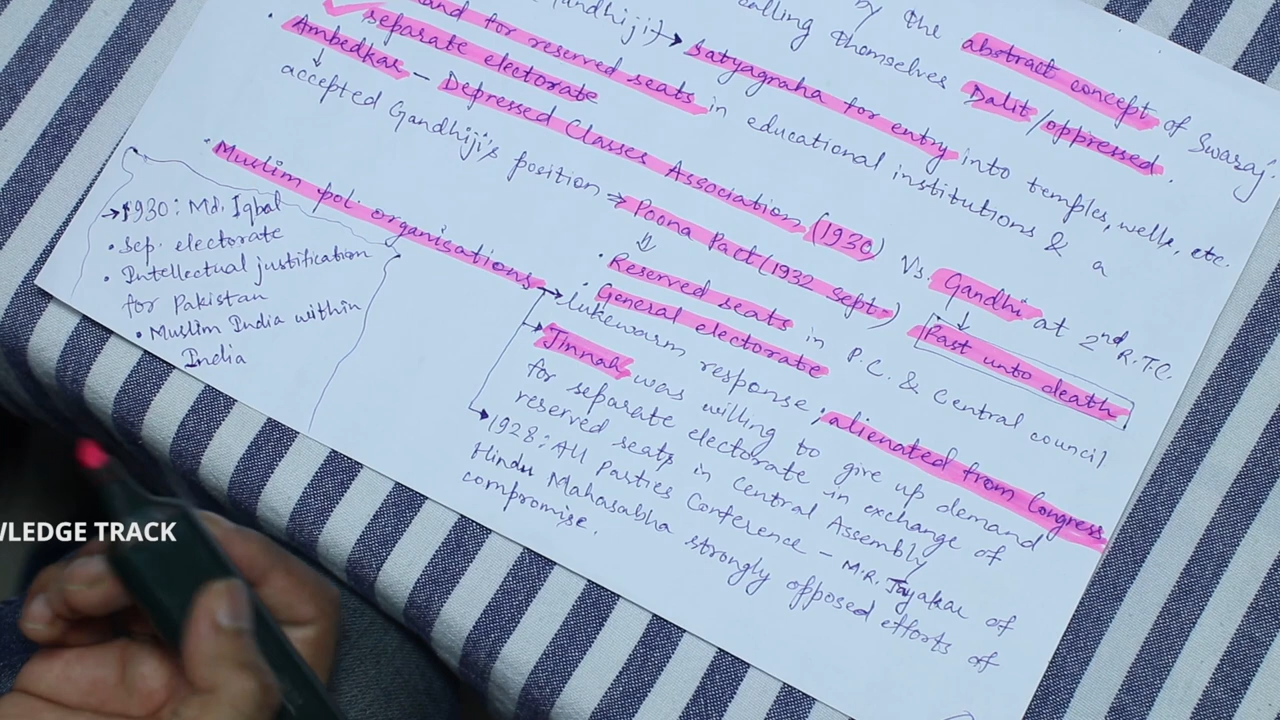 by the abstract concept of Swaraj.
calling themselves Dalit/oppressed.
Gandhiji) → Satyagraha for entry into temples, wells, etc.
and for reserved seats in educational institutions & a
separate electorate
Ambedkar – Depressed Classes Association (1930) Vs. Gandhi at 2nd R.T.C.
↓
accepted Gandhiji's position ⇒ Poona Pact (1932 Sept.)
↓
Fast unto death
⇓
• Reserved seats in P.C. & Central council
• General electorate
• Muslim pol. organisations → lukewarm response, alienated from Congress
→ Jinnah was willing to give up demand
for separate electorate in exchange of
reserved seats in Central Assembly
→ 1928: All Parties Conference – M.R. Jayakar of
Hindu Mahasabha strongly opposed efforts of
compromise.
→ 1930: Md. Iqbal
• Sep. electorate
• Intellectual justification
for Pakistan
• Muslim India within
India
WLEDGE TRACK